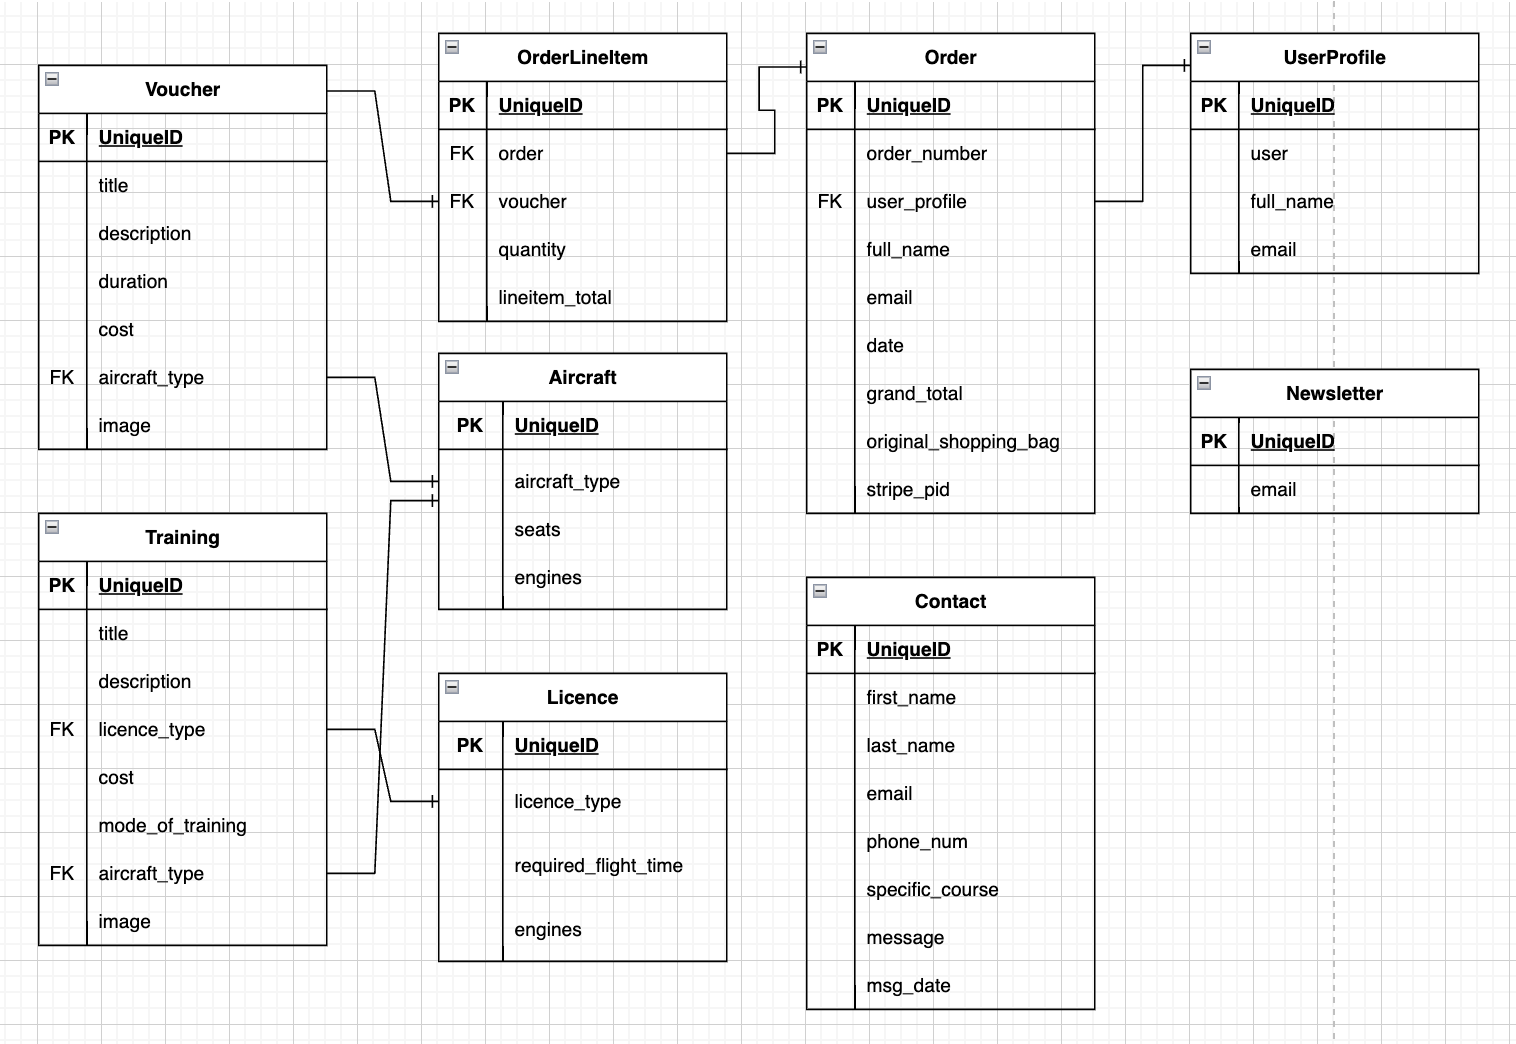 Voucher
PK UniqueID
title
description
duration
cost
FK aircraft_type
image
Training
PK UniqueID
title
description
FK licence_type
cost
mode_of_training
FK aircraft_type
image
OrderLineItem
PK UniqueID
FK order
FK voucher
quantity
lineitem_total
Aircraft
PK UniqueID
aircraft_type
seats
engines
Licence
PK UniqueID
licence_type
required_flight_time
engines
Order
PK UniqueID
order_number
FK user_profile
full_name
email
date
grand_total
original_shopping_bag
stripe_pid
Contact
PK UniqueID
first_name
last_name
email
phone_num
specific_course
message
msg_date
UserProfile
PK UniqueID
user
full_name
email
Newsletter
PK UniqueID
email